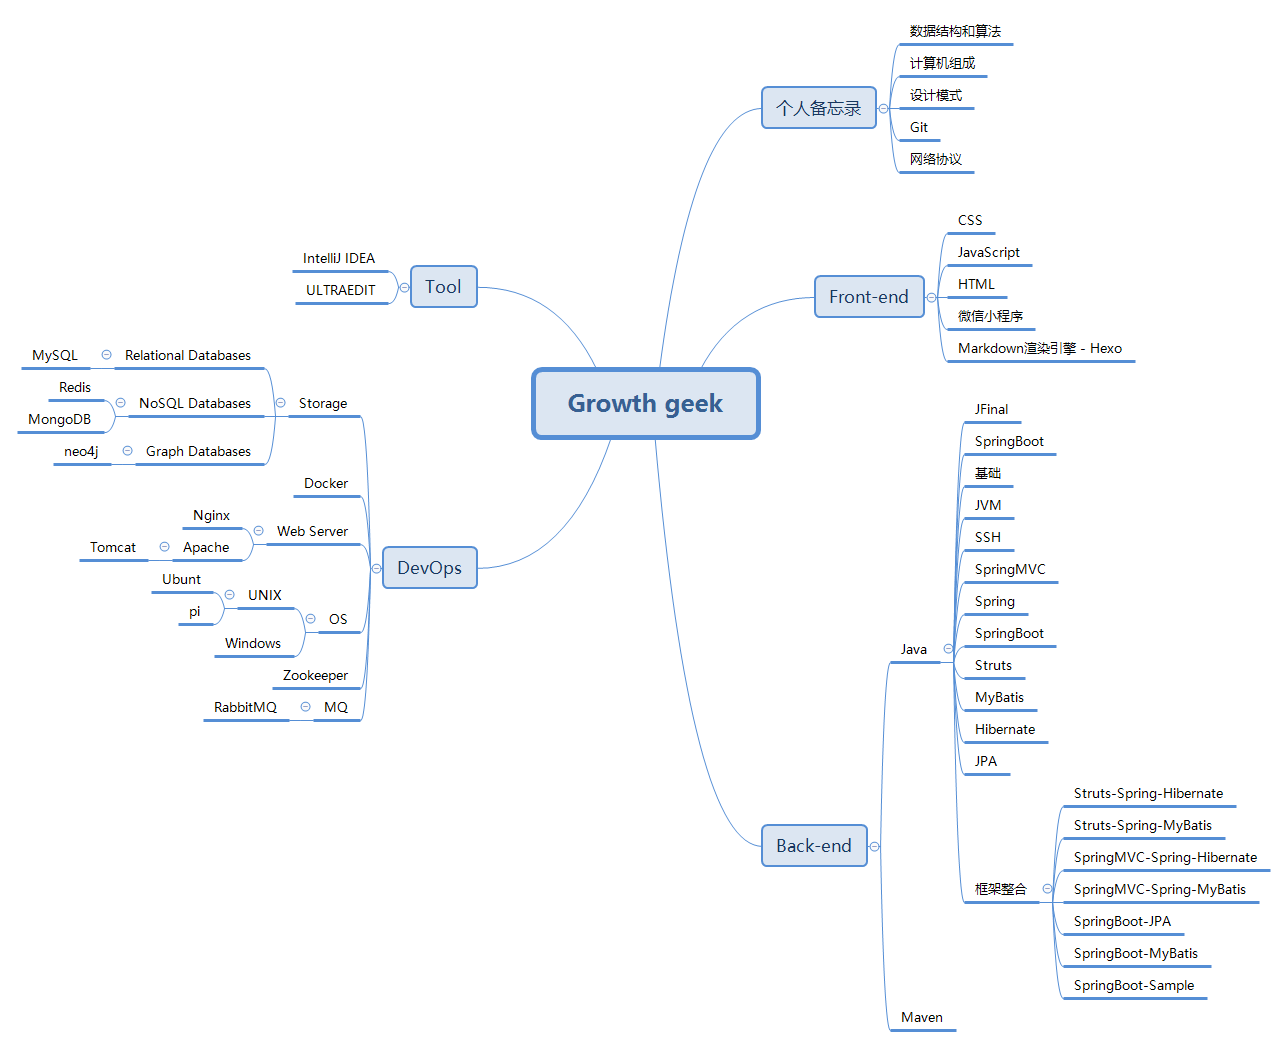 Growth geek
个人备忘录
数据结构和算法
计算机组成
设计模式
Git
网络协议
Front-end
CSS
JavaScript
HTML
微信小程序
Markdown渲染引擎 - Hexo
Back-end
Java
JFinal
SpringBoot
基础
JVM
SSH
SpringMVC
Spring
SpringBoot
Struts
MyBatis
Hibernate
JPA
框架整合
Struts-Spring-Hibernate
Struts-Spring-MyBatis
SpringMVC-Spring-Hibernate
SpringMVC-Spring-MyBatis
SpringBoot-JPA
SpringBoot-MyBatis
SpringBoot-Sample
Maven
Tool
IntelliJ IDEA
ULTRAEDIT
DevOps
Storage
Relational Databases
MySQL
NoSQL Databases
Redis
MongoDB
Graph Databases
neo4j
Docker
Web Server
Nginx
Apache
Tomcat
OS
UNIX
Ubunt
pi
Windows
Zookeeper
MQ
RabbitMQ